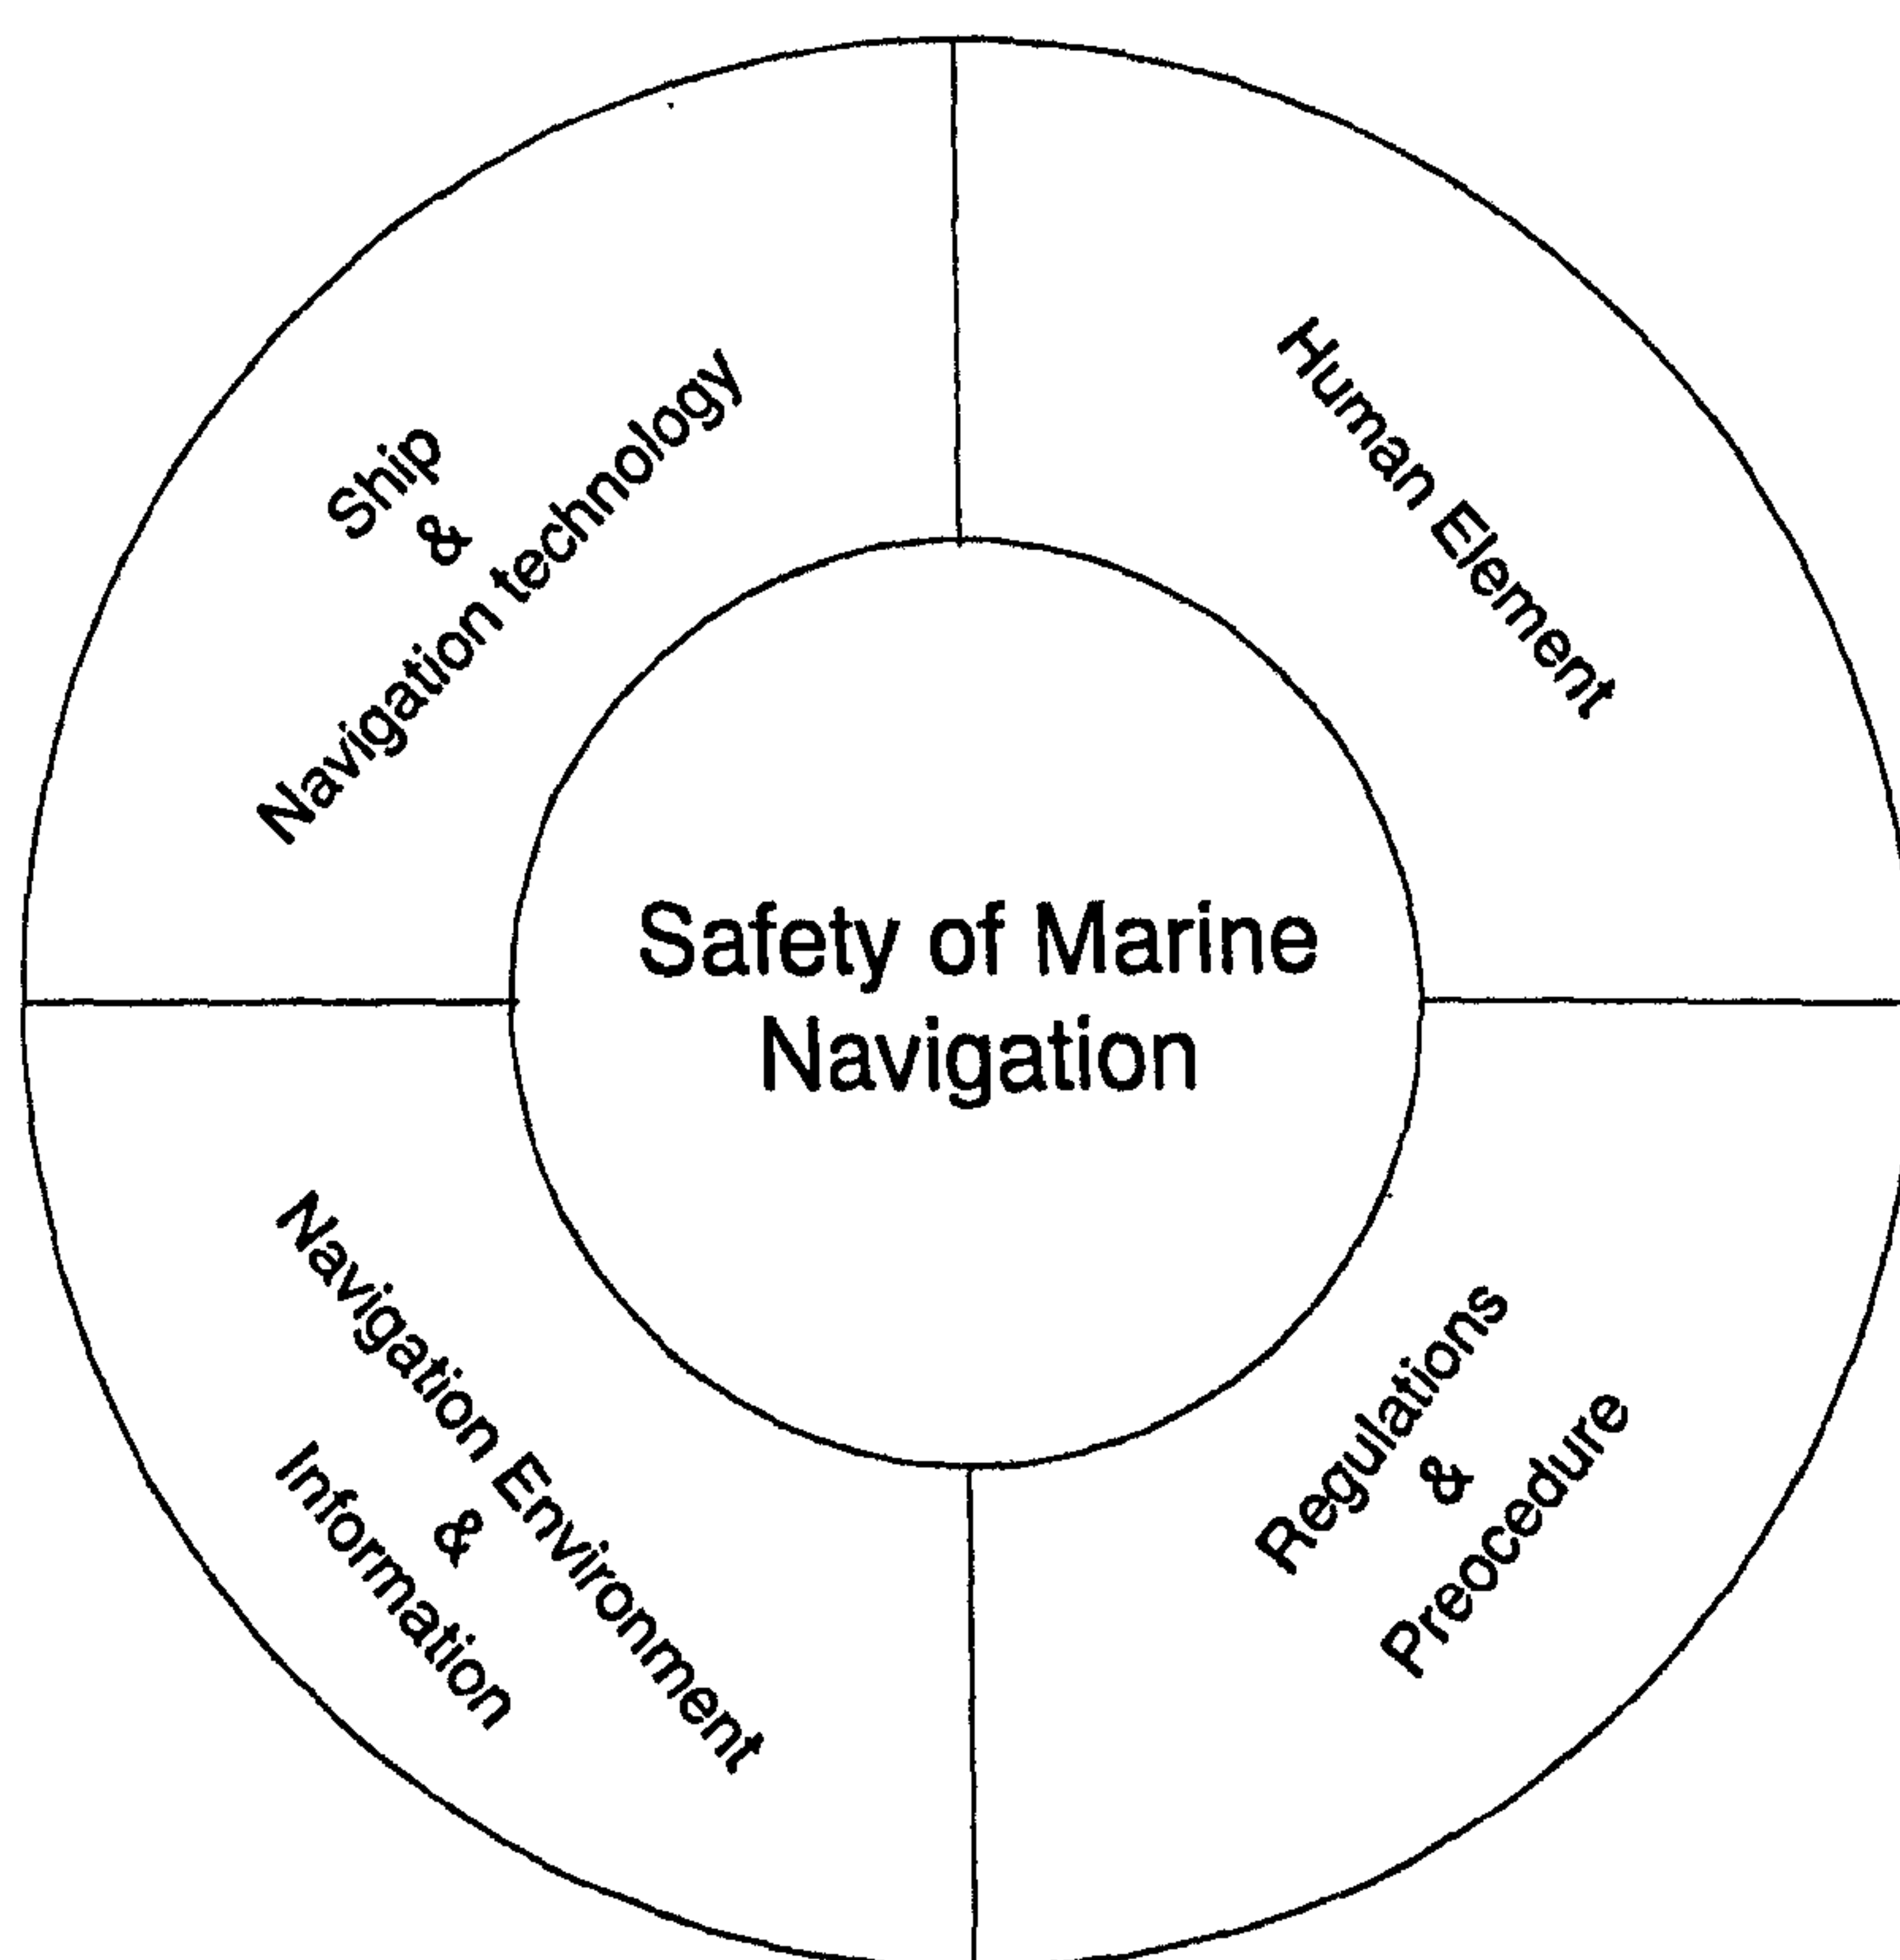 Ship
&
Navigation technology
Human Element
Safety of Marine
Navigation
Navigation Environment
&
Information
Regulations
&
Preocedure